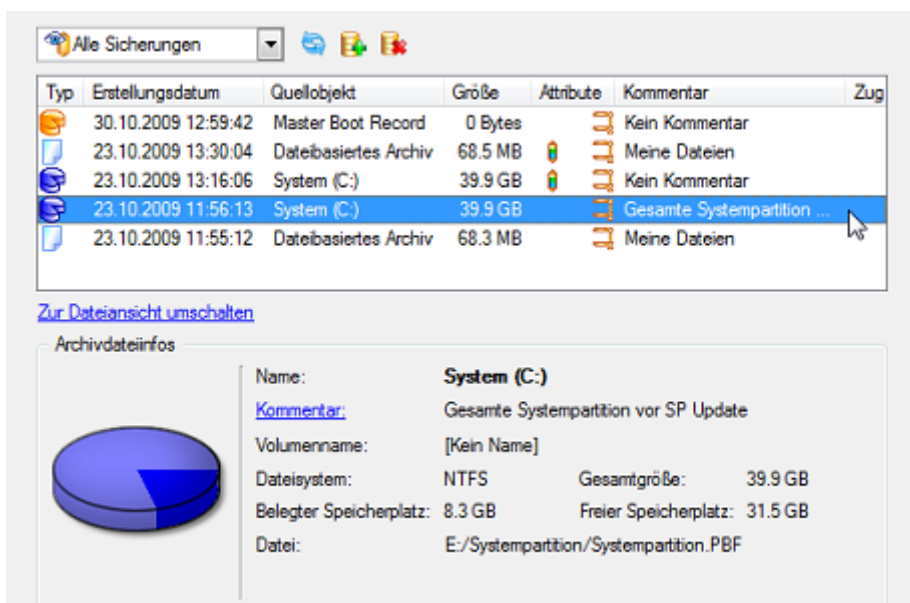 Alle Sicherungen
Typ Erstellungsdatum Quellobjekt Größe Attribute Kommentar Zug
30.10.2009 12:59:42 Master Boot Record 0 Bytes Kein Kommentar
23.10.2009 13:30:04 Dateibasiertes Archiv 68.5 MB Meine Dateien
23.10.2009 13:16:06 System (C:) 39.9 GB Kein Kommentar
23.10.2009 11:56:13 System (C:) 39.9 GB Gesamte Systempartition ...
23.10.2009 11:55:12 Dateibasiertes Archiv 68.3 MB Meine Dateien
Zur Dateiansicht umschalten
Archivdateiinfos
Name: System (C:)
Kommentar: Gesamte Systempartition vor SP Update
Volumenname: [Kein Name]
Dateisystem: NTFS Gesamtgröße: 39.9 GB
Belegter Speicherplatz: 8.3 GB Freier Speicherplatz: 31.5 GB
Datei: E:/Systempartition/Systempartition.PBF